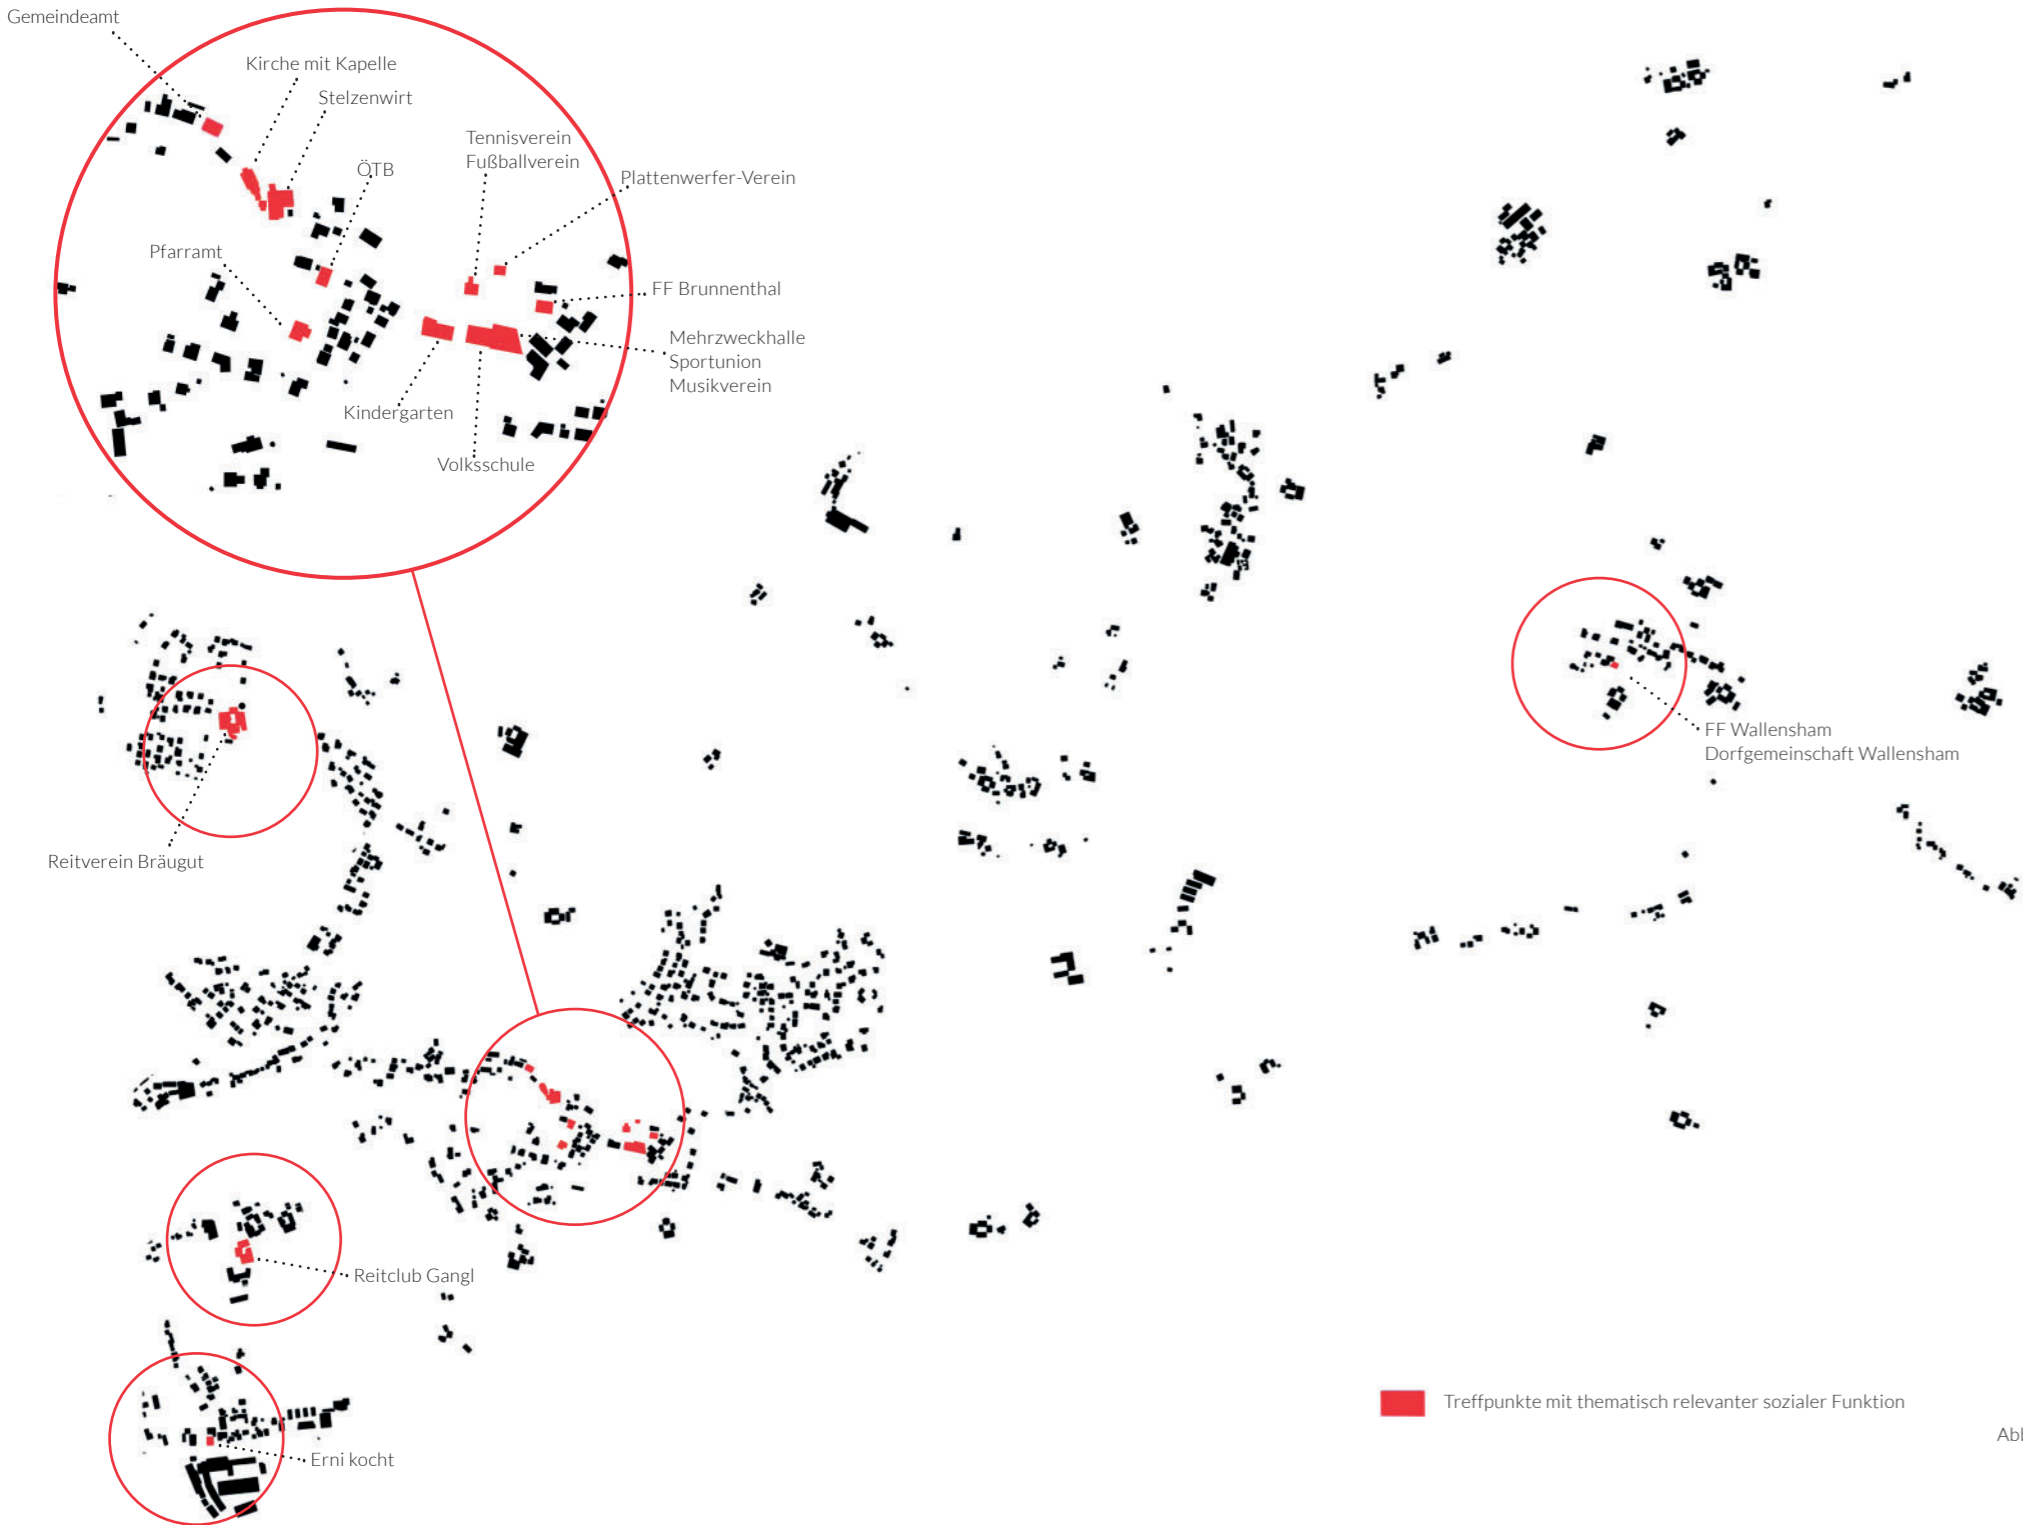 Gemeindeamt
Kirche mit Kapelle
Stelzenwirt
ÖTB
Tennisverein
Fußballverein
Plattenwerfer-Verein
Pfarramt
FF Brunnenthal
Mehrzweckhalle
Sportunion
Musikverein
Kindergarten
Volksschule
FF Wallensham
Dorfgemeinschaft Wallensham
Reitverein Bräugut
Reitclub Gangl
Erni kocht
Treffpunkte mit thematisch relevanter sozialer Funktion